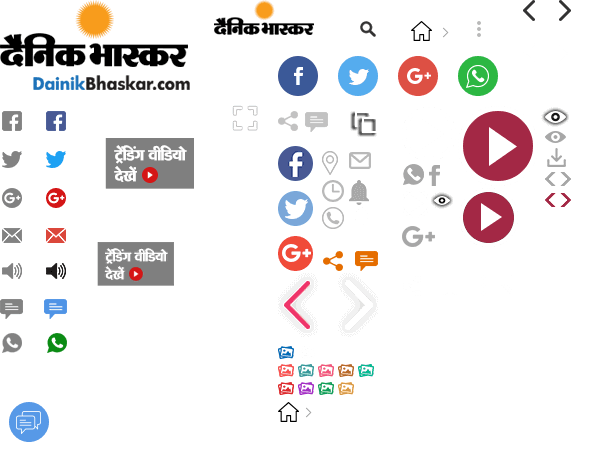 दैनिक भास्कर
DainikBhaskar.com
दैनिक भास्कर
ट्रेंडिंग वीडियो
देखें
ट्रेंडिंग वीडियो
देखें